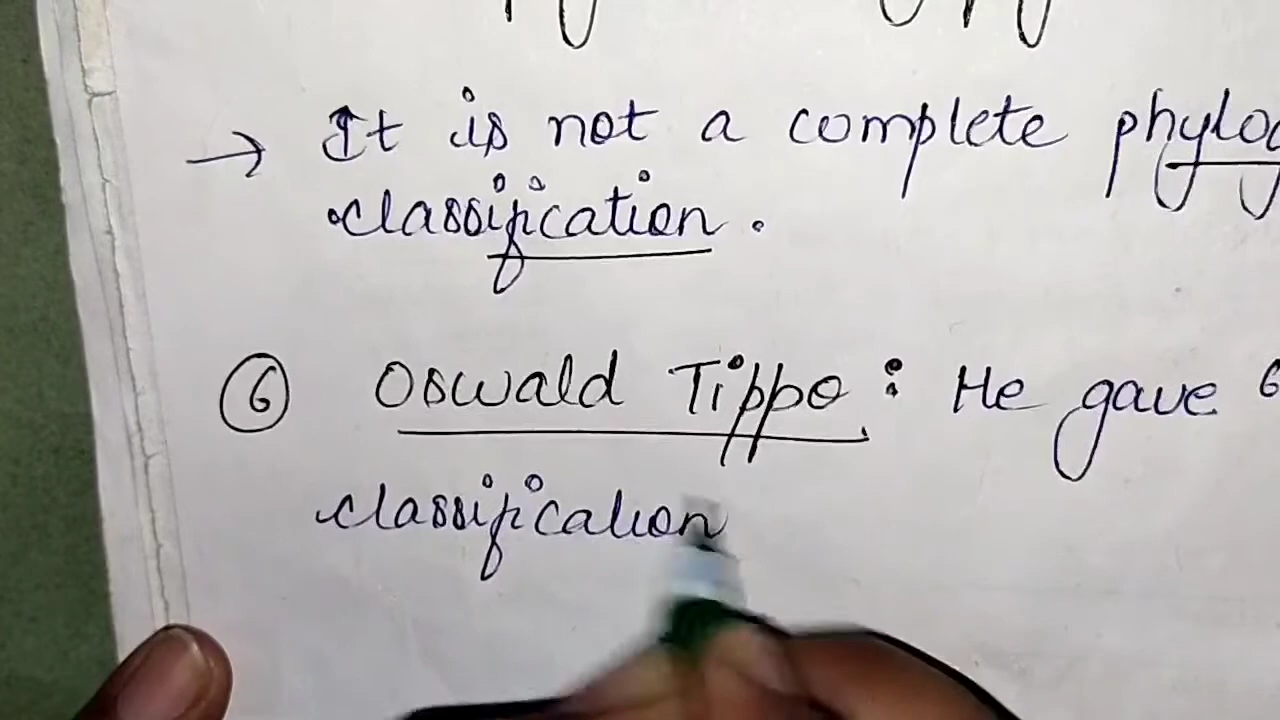 → It is not a complete
classification.
⑥ Oswald Tippo : He gave
classification